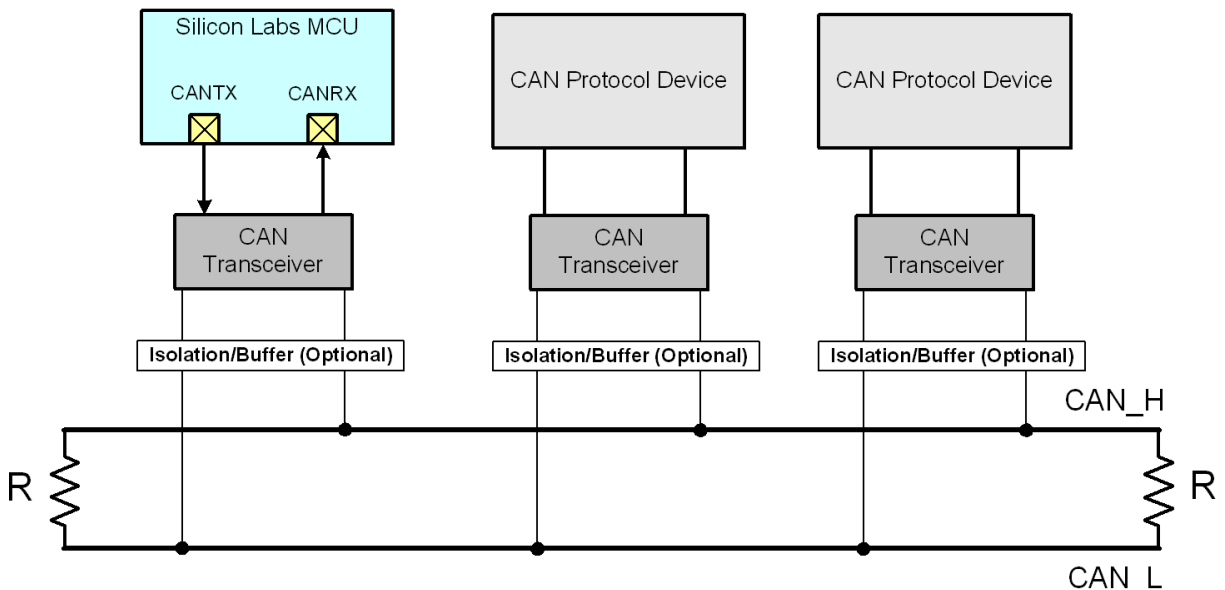 Silicon Labs MCU
CANTX
CANRX
CAN Protocol Device
CAN Protocol Device
CAN
Transceiver
CAN
Transceiver
CAN
Transceiver
Isolation/Buffer (Optional)
Isolation/Buffer (Optional)
Isolation/Buffer (Optional)
CAN_H
R
R
CAN_L